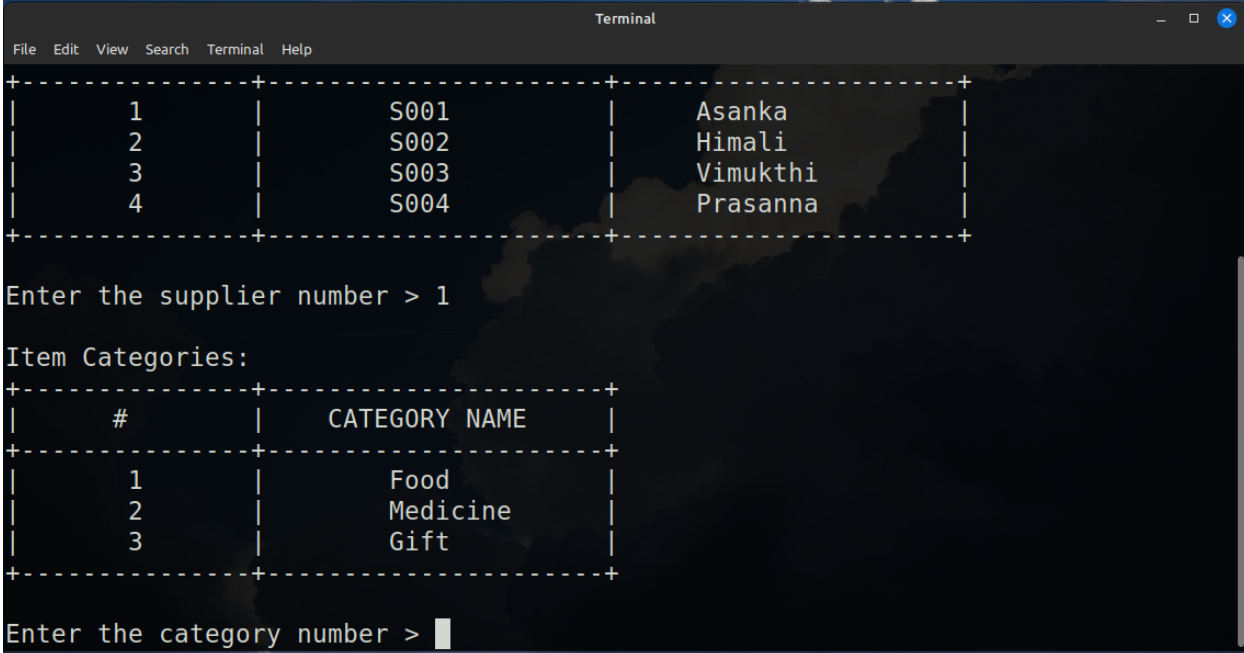 Terminal
File Edit View Search Terminal Help
+---------------+----------------------+----------------------+
|       1       |        S001          |     Asanka           |
|       2       |        S002          |     Himali           |
|       3       |        S003          |     Vimukthi         |
|       4       |        S004          |     Prasanna         |
+---------------+----------------------+----------------------+
Enter the supplier number > 1
Item Categories:
+---------------+----------------------+
|      #        |    CATEGORY NAME     |
+---------------+----------------------+
|       1       |        Food          |
|       2       |        Medicine      |
|       3       |        Gift          |
+---------------+----------------------+
Enter the category number >